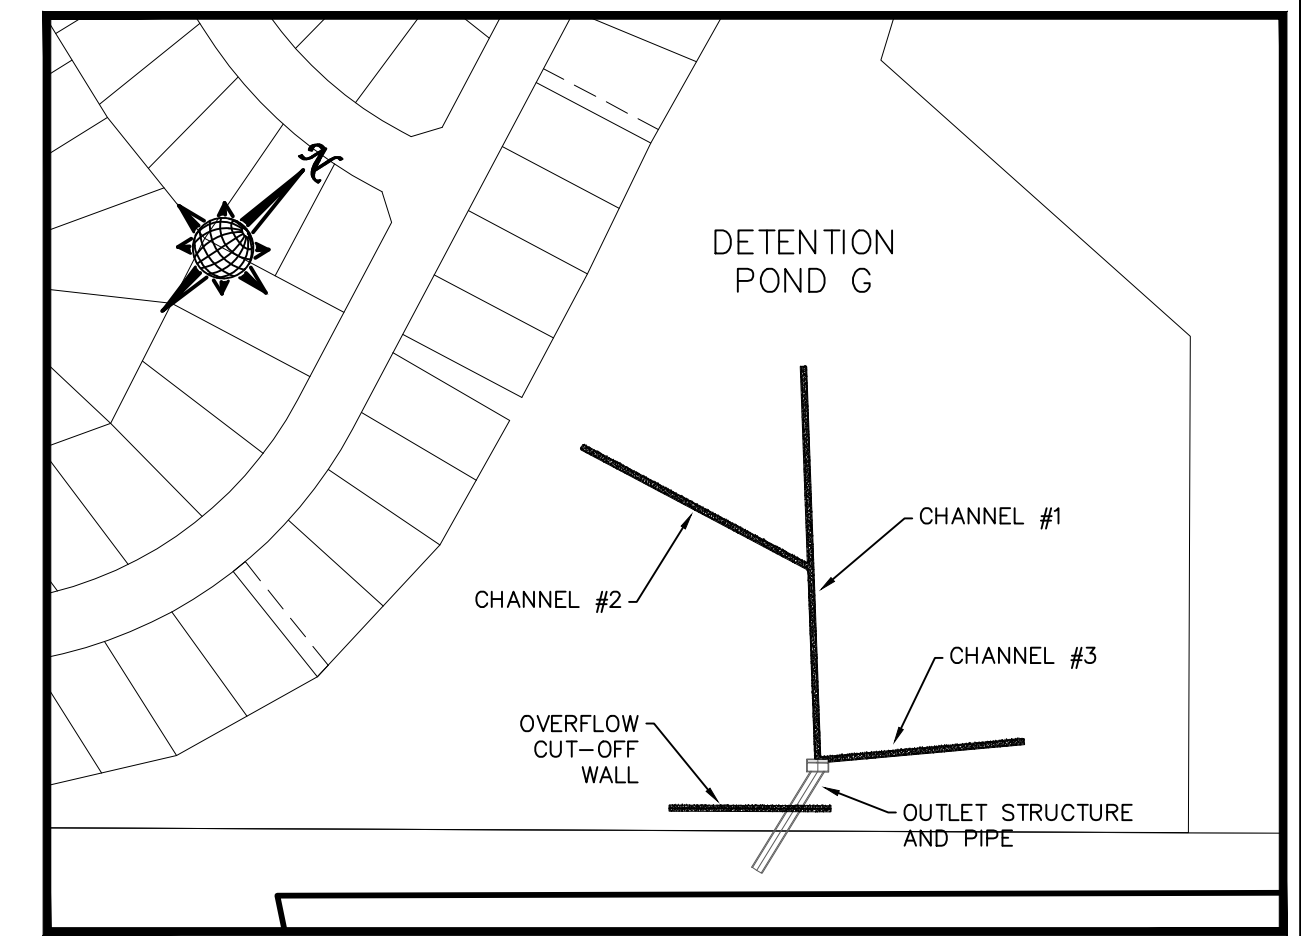 N
DETENTION
POND G
CHANNEL #1
CHANNEL #2
CHANNEL #3
OVERFLOW
CUT-OFF
WALL
OUTLET STRUCTURE
AND PIPE